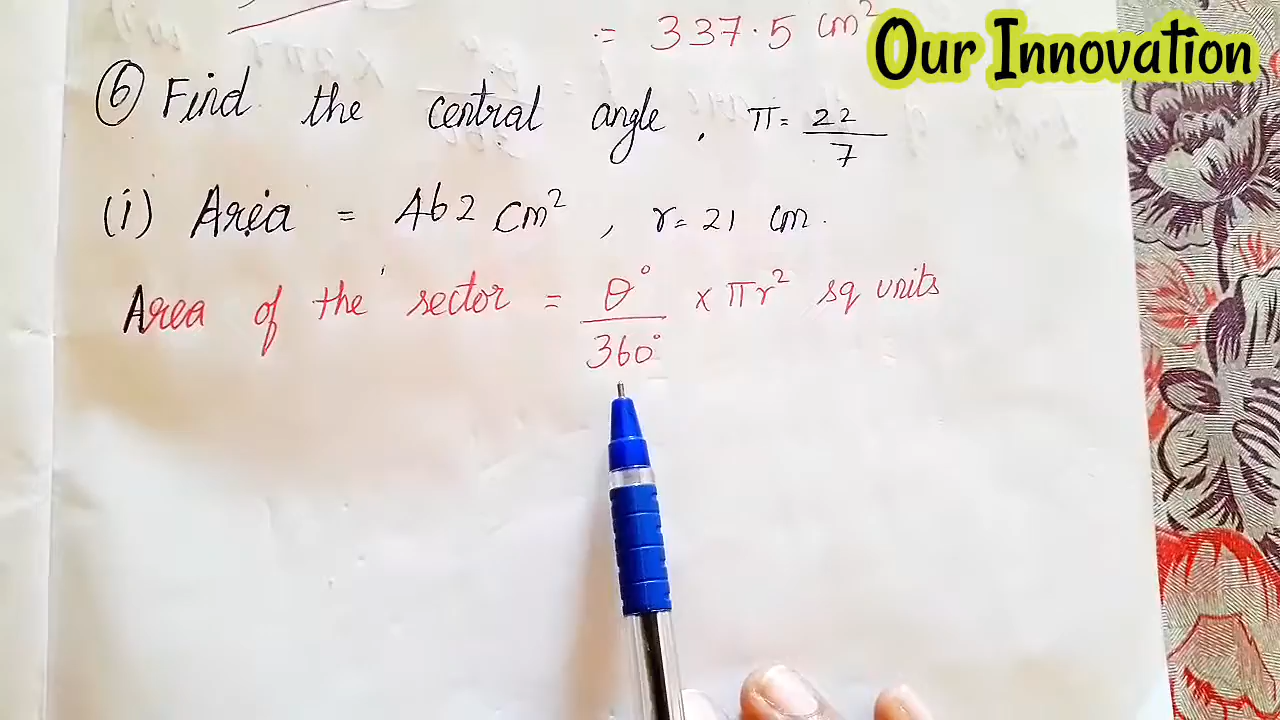 = 337.5 cm²
Our Innovation
⑥ Find the central angle, π = 22/7
(i) Area = 462 cm², r = 21 cm.
Area of the sector = θ°/360° × πr² sq units